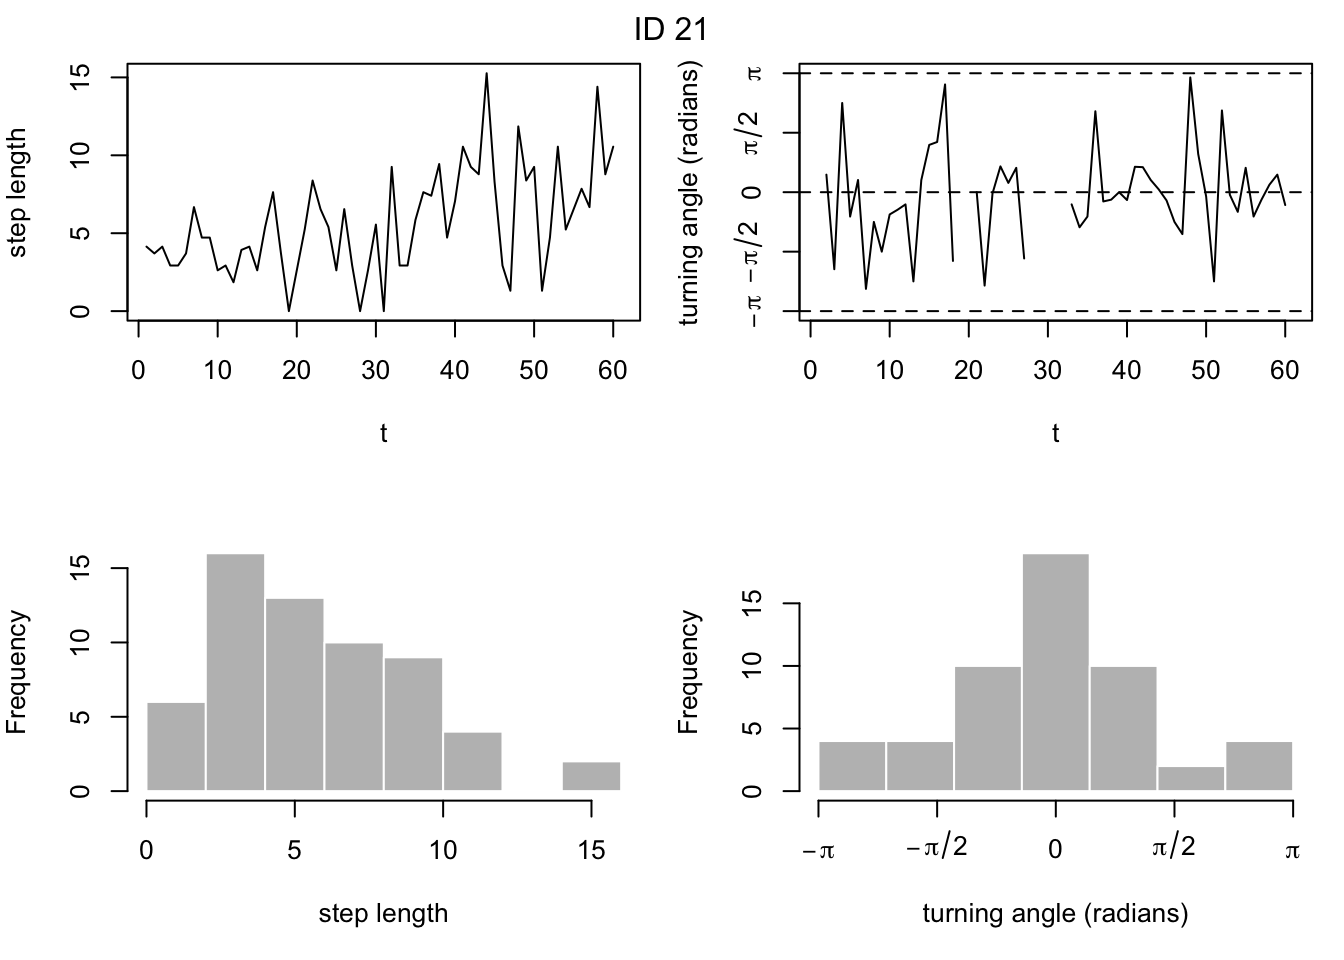 ID 21
step length
15
10
5
0
0 10 20 30 40 50 60
t
turning angle (radians)
π
π/2
0
−π/2
−π
0 10 20 30 40 50 60
t
Frequency
15
10
5
0
0 5 10 15
step length
Frequency
15
10
5
0
−π −π/2 0 π/2 π
turning angle (radians)